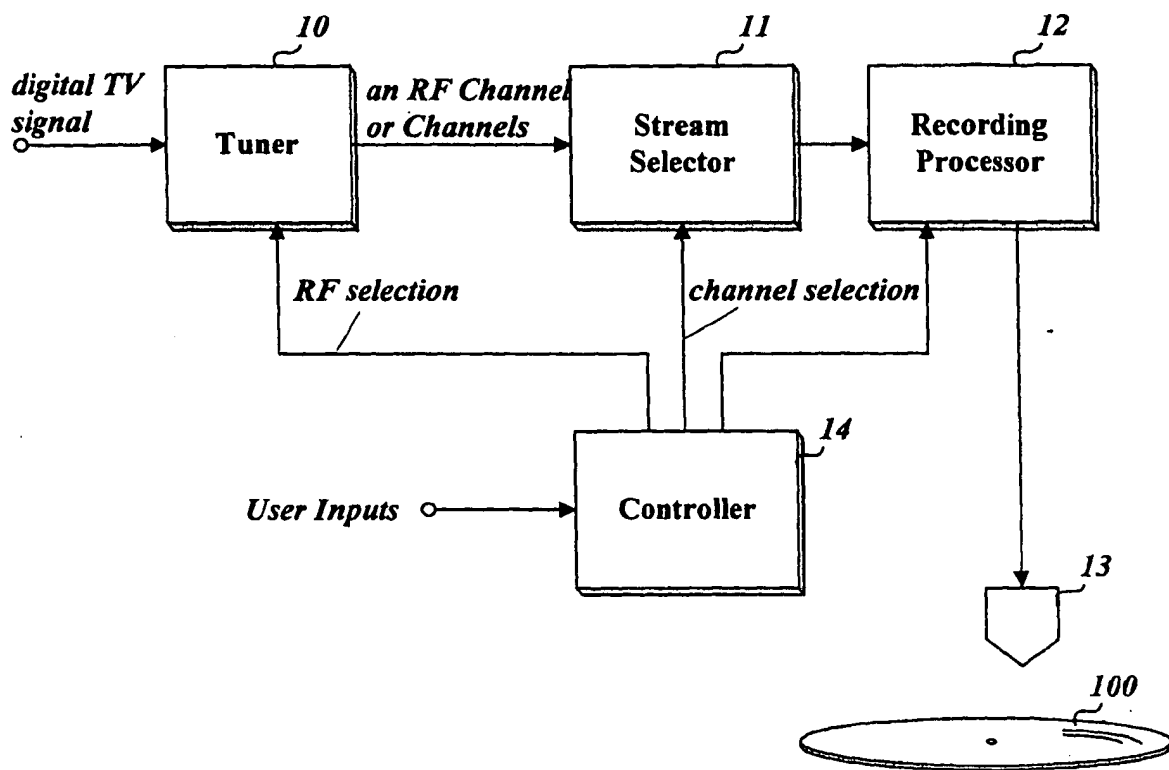 10
11
12
digital TV
signal
Tuner
an RF Channel
or Channels
Stream
Selector
Recording
Processor
RF selection
channel selection
14
User Inputs
Controller
13
100